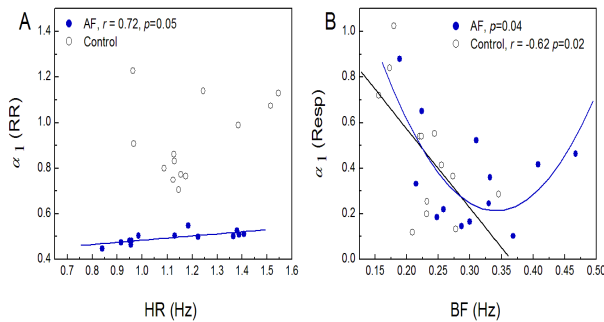 A
AF, r = 0.72, p=0.05
Control
α 1 (RR)
1.4
1.2
1.0
0.8
0.6
0.4
0.7 0.8 0.9 1.0 1.1 1.2 1.3 1.4 1.5 1.6
HR (Hz)
B
AF, p=0.04
Control, r = -0.62 p=0.02
α 1 (Resp)
1.0
0.8
0.6
0.4
0.2
0.0
0.15 0.20 0.25 0.30 0.35 0.40 0.45 0.50
BF (Hz)